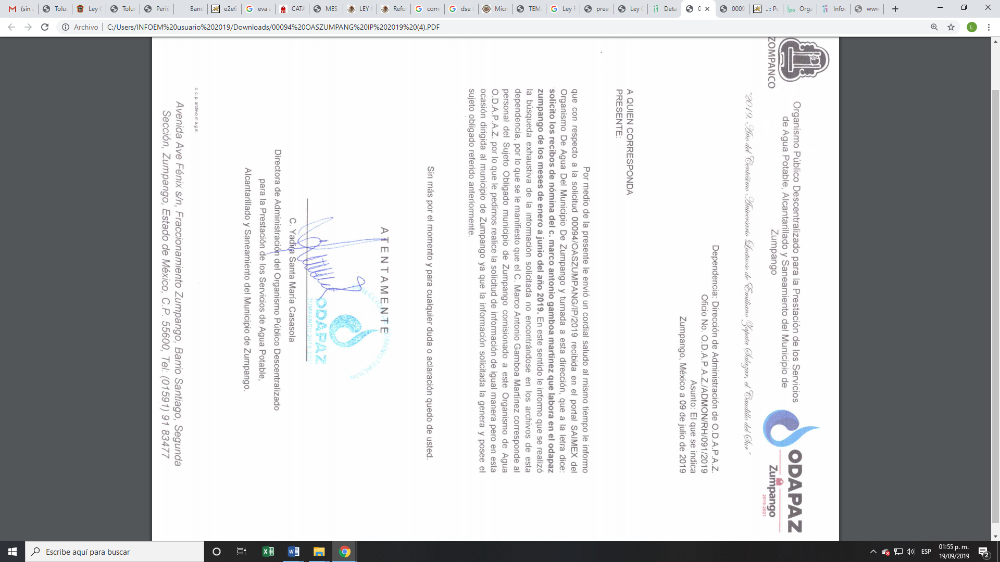 (sin a
Toluc
Ley O
Toluc
Perió
Banc
e2e6
eva a
CATÁ
MES
LEY O
Refo
com
dse t
Micr
TEM
Ley F
pres
Ley O
Deta
0
0009
..:: Po
Orga
Infoe
www
Archivo | C:/Users/INFOEM%20usuario%202019/Downloads/00094%20OASZUMPANG%20IP%202019%20(4).PDF
L
ZOMPANCO
Organismo Público Descentralizado para la Prestación de los Servicios
de Agua Potable, Alcantarillado y Saneamiento del Municipio de
Zumpango
ODAPAZ
Zumpango
2019-2021
"2019. Año del Centésimo Aniversario Luctuoso de Emiliano Zapata Salazar, el Caudillo del Sur"
Dependencia: Dirección de Administración de O.D.A.P.A.Z.
Oficio No. O.D.A.P.A.Z./ADMON/RH/091/2019
Asunto: El que se indica
Zumpango, México a 09 de julio de 2019
A QUIEN CORRESPONDA
PRESENTE:
Por medio de la presente le envió un cordial saludo al mismo tiempo le informo
que con respecto a la solicitud 00094/OASZUMPANG/IP/2019 recibida en el portal SAIMEX del
Organismo De Agua Del Municipio De Zumpango y turnada a esta dirección, que a la letra dice:
solicito los recibos de nómina del c. marco antonio gamboa martinez que labora en el odapaz
zumpango de los meses de enero a junio del año 2019. En este sentido le informo que se realizó
la búsqueda exhaustiva de la información solicitada no encontrándose en los archivos de esta
dependencia, por lo que se le manifiesto que el C. Marco Antonio Gamboa Martínez corresponde al
personal del Sujeto Obligado municipio de Zumpango comisionado a este Organismo de Agua
O.D.A.P.A.Z. por lo que le pedimos realice la solicitud de información de igual manera pero en esta
ocasión dirigida al municipio de Zumpango ya que la información solicitada la genera y posee el
sujeto obligado referido anteriormente.
Sin más por el momento y para cualquier duda o aclaración quedo de usted.
ATENTAMENTE
DIRECCION DE ADMINISTRACION
ODAPAZ
ZUMPANGO 2019-2021
C. Yadira Santa María Casasola
Directora de Administración del Organismo Público Descentralizado
para la Prestación de los Servicios de Agua Potable,
Alcantarillado y Saneamiento del Municipio de Zumpango.
c. c. p. archivo m.a.g.m.
Avenida Ave Fénix s/n, Fraccionamiento Zumpango, Barrio Santiago, Segunda
Sección, Zumpango, Estado de México, C.P. 55600, Tel: (01591) 91 83477
Escribe aquí para buscar
ESP
01:55 p. m.
19/09/2019
2